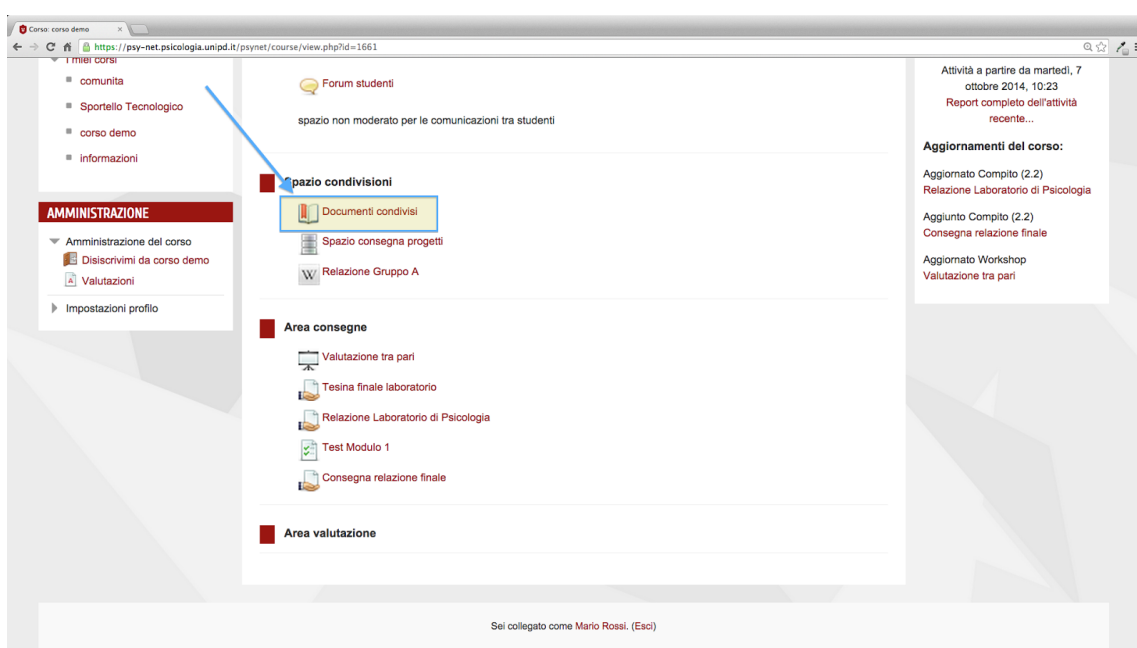 Corso: corso demo
https://psy-net.psicologia.unipd.it/psynet/course/view.php?id=1661
I miei corsi
comunita
Sportello Tecnologico
corso demo
informazioni
AMMINISTRAZIONE
Amministrazione del corso
Disiscrivimi da corso demo
Valutazioni
Impostazioni profilo
Forum studenti
spazio non moderato per le comunicazioni tra studenti
Spazio condivisioni
Documenti condivisi
Spazio consegna progetti
W
Relazione Gruppo A
Area consegne
Valutazione tra pari
Tesina finale laboratorio
Relazione Laboratorio di Psicologia
Test Modulo 1
Consegna relazione finale
Area valutazione
Attività a partire da martedì, 7
ottobre 2014, 10:23
Report completo dell'attività
recente...
Aggiornamenti del corso:
Aggiornato Compito (2.2)
Relazione Laboratorio di Psicologia
Aggiunto Compito (2.2)
Consegna relazione finale
Aggiornato Workshop
Valutazione tra pari
Sei collegato come Mario Rossi. (Esci)